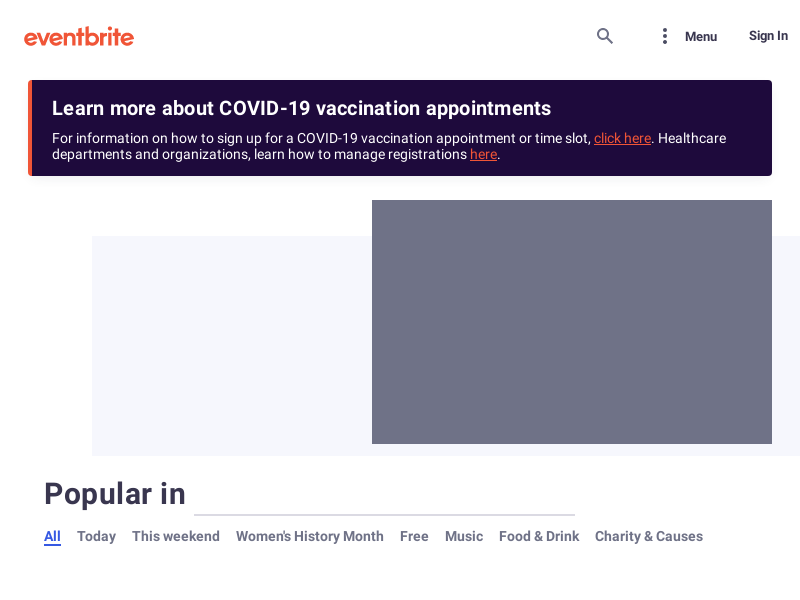 eventbrite
Menu
Sign In
Learn more about COVID-19 vaccination appointments
For information on how to sign up for a COVID-19 vaccination appointment or time slot, click here. Healthcare
departments and organizations, learn how to manage registrations here.
Popular in
All Today This weekend Women's History Month Free Music Food & Drink Charity & Causes